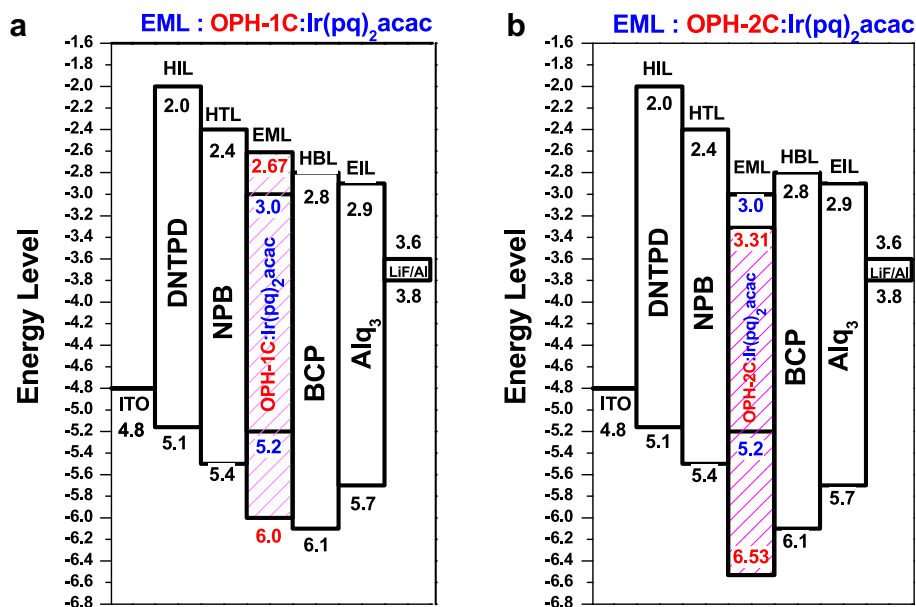 a
EML : OPH-1C:Ir(pq)2acac
Energy Level
-1.6
-1.8
-2.0
-2.2
-2.4
-2.6
-2.8
-3.0
-3.2
-3.4
-3.6
-3.8
-4.0
-4.2
-4.4
-4.6
-4.8
-5.0
-5.2
-5.4
-5.6
-5.8
-6.0
-6.2
-6.4
-6.6
-6.8
ITO
4.8
HIL
2.0
DNTPD
5.1
HTL
2.4
NPB
5.4
EML
2.67
3.0
OPH-1C:Ir(pq)2acac
5.2
6.0
HBL
2.8
BCP
6.1
EIL
2.9
Alq3
5.7
3.6
LiF/Al
3.8
b
EML : OPH-2C:Ir(pq)2acac
Energy Level
-1.6
-1.8
-2.0
-2.2
-2.4
-2.6
-2.8
-3.0
-3.2
-3.4
-3.6
-3.8
-4.0
-4.2
-4.4
-4.6
-4.8
-5.0
-5.2
-5.4
-5.6
-5.8
-6.0
-6.2
-6.4
-6.6
-6.8
ITO
4.8
HIL
2.0
DNTPD
5.1
HTL
2.4
NPB
5.4
EML
3.0
3.31
OPH-2C:Ir(pq)2acac
5.2
6.53
HBL
2.8
BCP
6.1
EIL
2.9
Alq3
5.7
3.6
LiF/Al
3.8